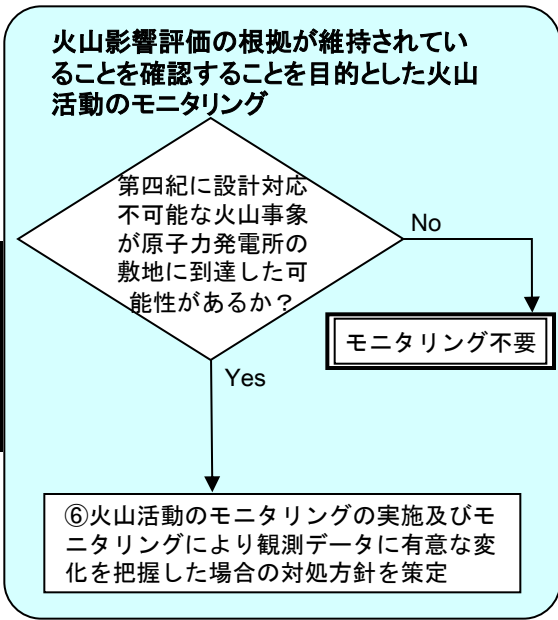 火山影響評価の根拠が維持されてい
ることを確認することを目的とした火山
活動のモニタリング
第四紀に設計対応
不可能な火山事象
が原子力発電所の
敷地に到達した可
能性があるか？
No
モニタリング不要
Yes
⑥火山活動のモニタリングの実施及びモ
ニタリングにより観測データに有意な変
化を把握した場合の対処方針を策定